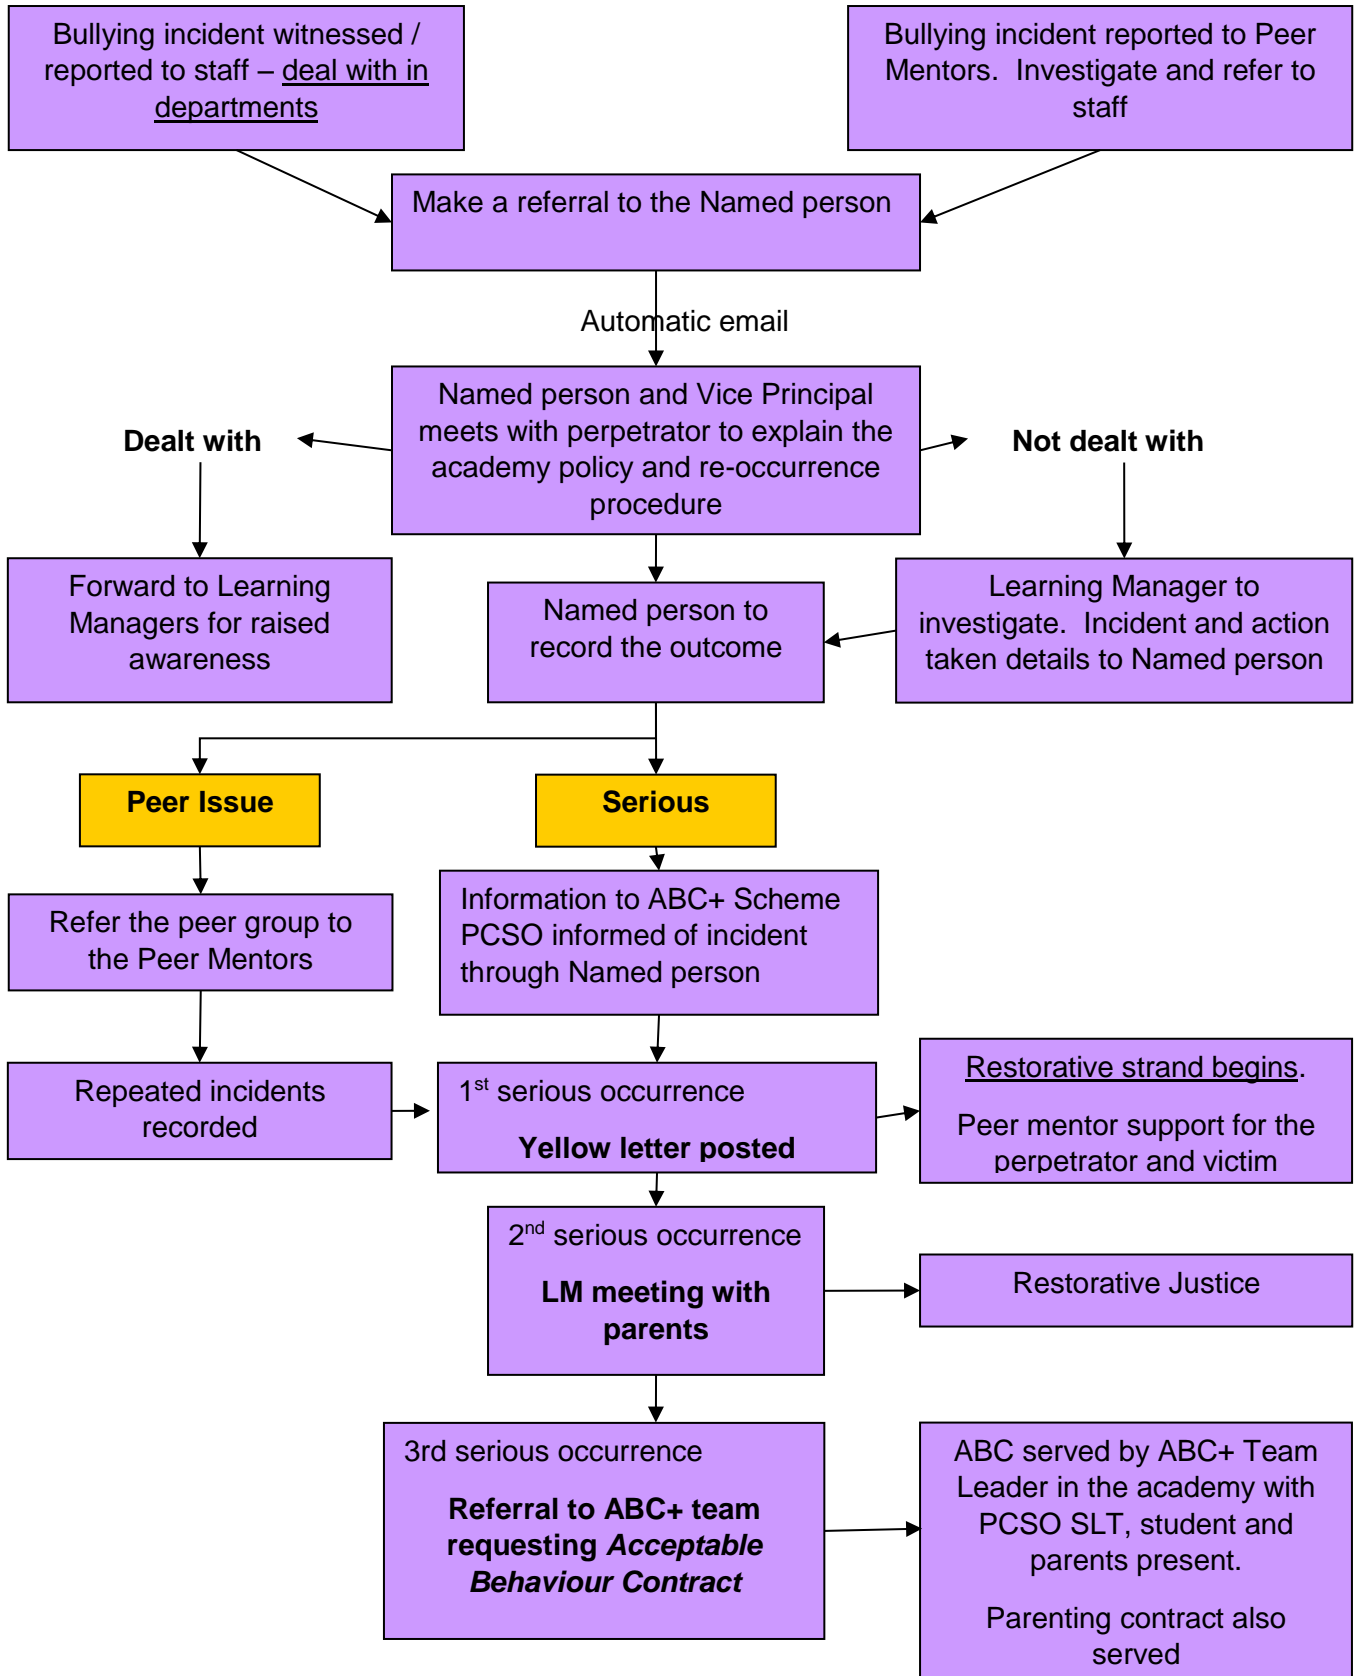 Bullying incident witnessed /
reported to staff – deal with in
departments
Bullying incident reported to Peer
Mentors.  Investigate and refer to
staff
Make a referral to the Named person
Automatic email
Named person and Vice Principal
meets with perpetrator to explain the
academy policy and re-occurrence
procedure
Dealt with
Not dealt with
Forward to Learning
Managers for raised
awareness
Named person to
record the outcome
Learning Manager to
investigate.  Incident and action
taken details to Named person
Peer Issue
Serious
Refer the peer group to
the Peer Mentors
Information to ABC+ Scheme
PCSO informed of incident
through Named person
Repeated incidents
recorded
1st serious occurrence
Yellow letter posted
Restorative strand begins.
Peer mentor support for the
perpetrator and victim
2nd serious occurrence
LM meeting with
parents
Restorative Justice
3rd serious occurrence
Referral to ABC+ team
requesting Acceptable
Behaviour Contract
ABC served by ABC+ Team
Leader in the academy with
PCSO SLT, student and
parents present.
Parenting contract also
served